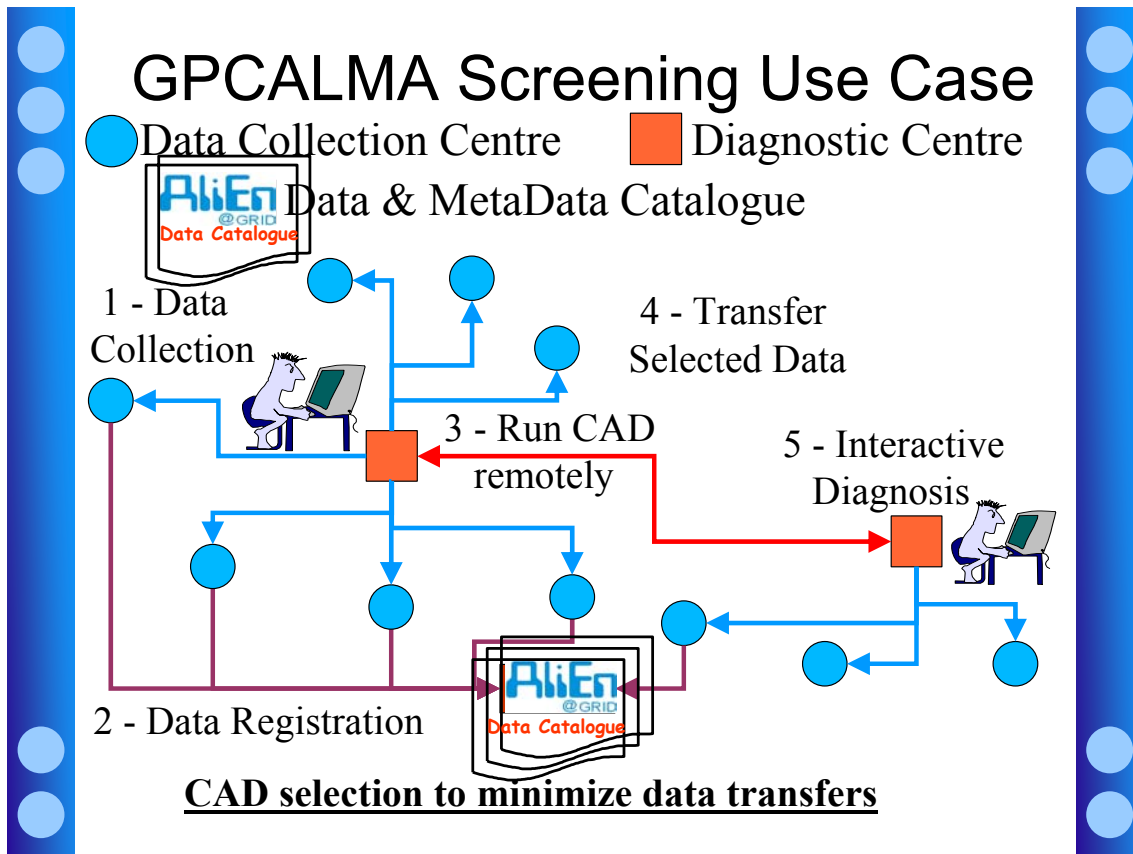 GPCALMA Screening Use Case
Data Collection Centre
Diagnostic Centre
AliEn
@GRID
Data Catalogue
Data & MetaData Catalogue
1 - Data
Collection
4 - Transfer
Selected Data
3 - Run CAD
remotely
5 - Interactive
Diagnosis
2 - Data Registration
AliEn
@GRID
Data Catalogue
CAD selection to minimize data transfers